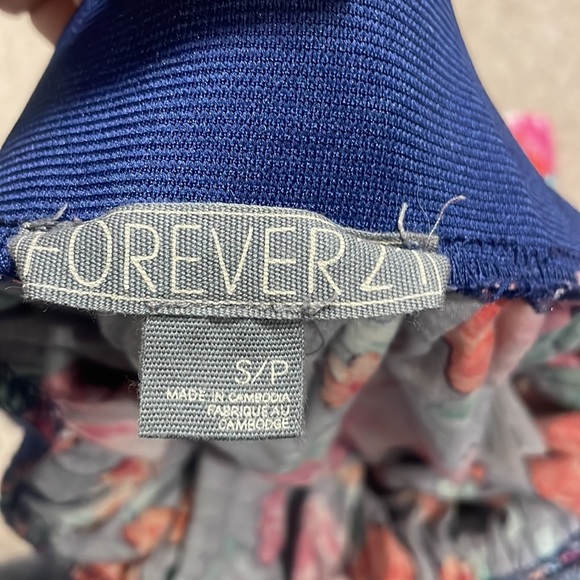 FOREVER 21
S/P
MADE IN CAMBODIA
FABRIQUE AU
CAMBODGE